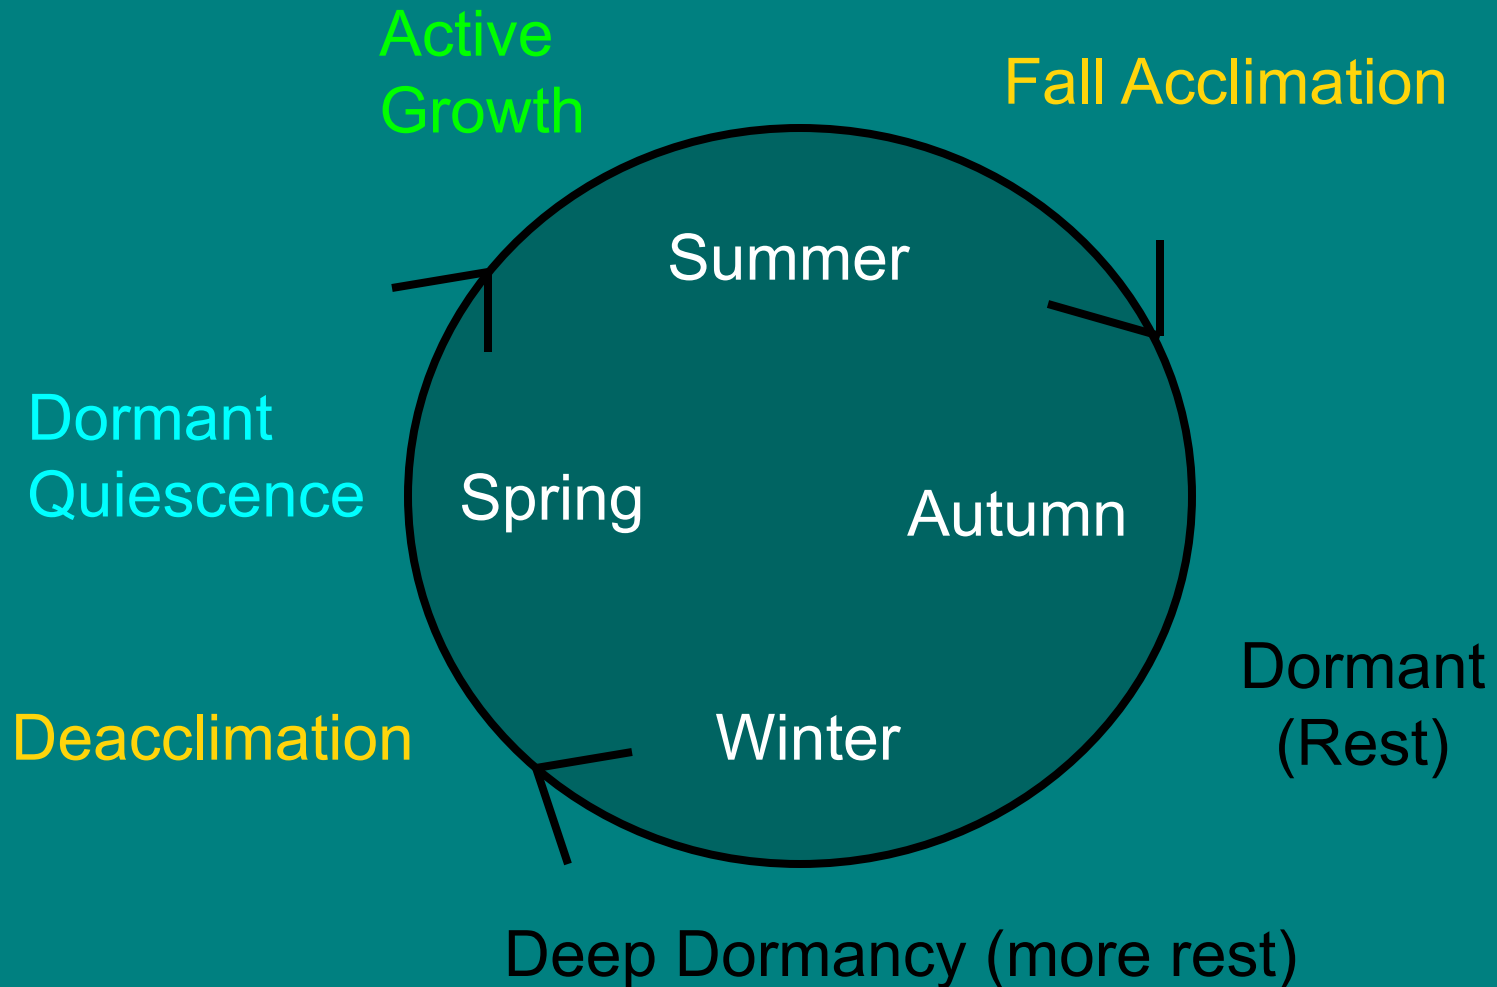 Active
Growth
Fall Acclimation
Summer
Dormant
Quiescence
Spring
Autumn
Dormant
(Rest)
Deacclimation
Winter
Deep Dormancy (more rest)